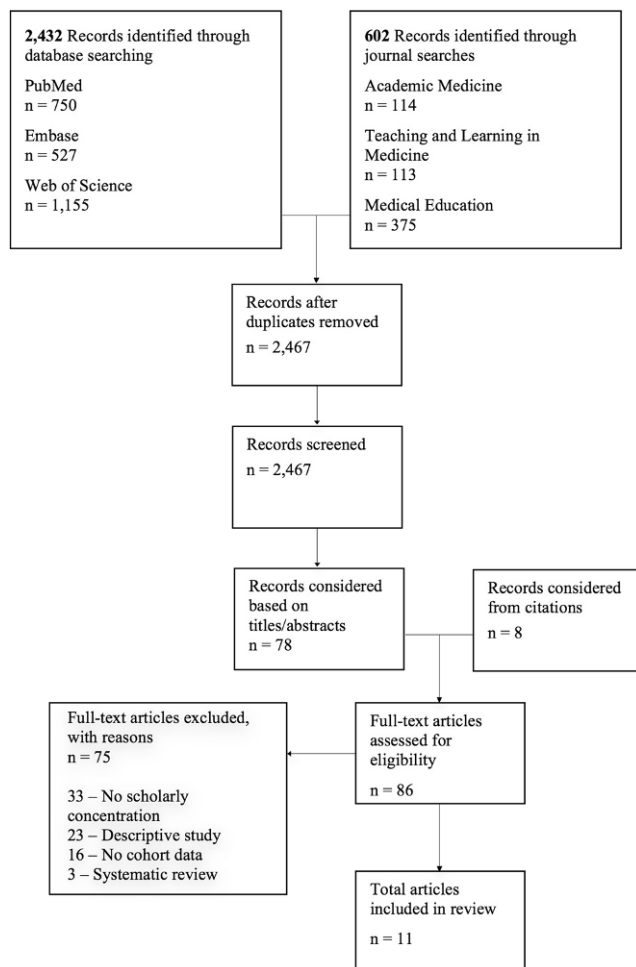 2,432 Records identified through
database searching
PubMed
n = 750
Embase
n = 527
Web of Science
n = 1,155
602 Records identified through
journal searches
Academic Medicine
n = 114
Teaching and Learning in
Medicine
n = 113
Medical Education
n = 375
Records after
duplicates removed
n = 2,467
Records screened
n = 2,467
Records considered
based on
titles/abstracts
n = 78
Records considered
from citations
n = 8
Full-text articles excluded,
with reasons
n = 75
33 – No scholarly
concentration
23 – Descriptive study
16 – No cohort data
3 – Systematic review
Full-text articles
assessed for
eligibility
n = 86
Total articles
included in review
n = 11